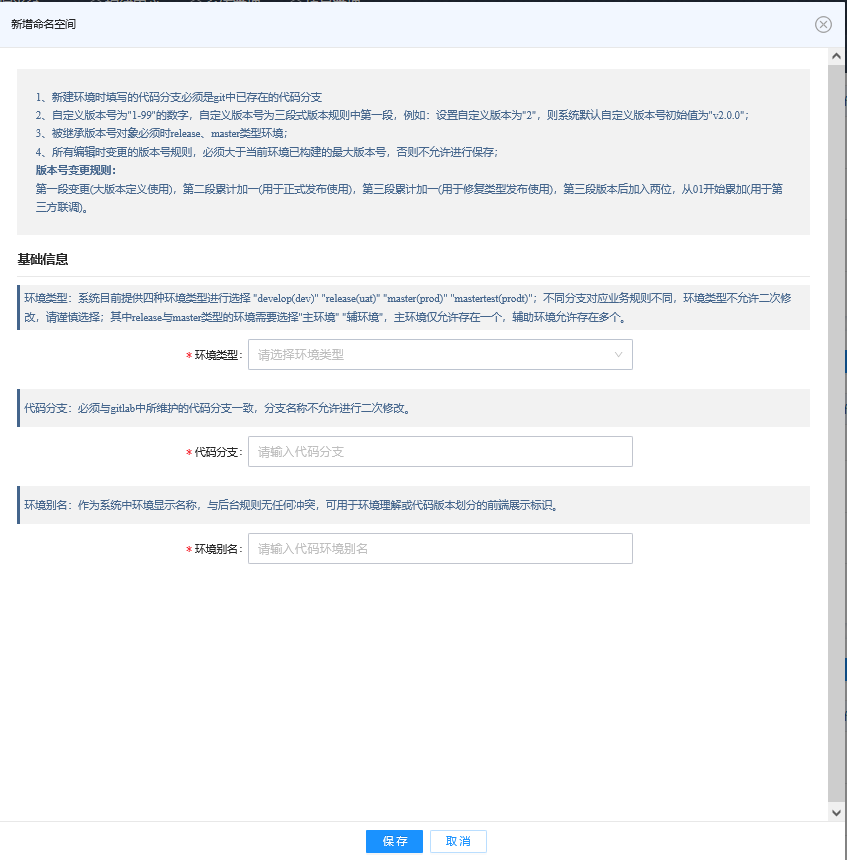 新增命名空间
1、新建环境时填写的代码分支必须是git中已存在的代码分支
2、自定义版本号为"1-99"的数字，自定义版本号为三段式版本规则中第一段，例如：设置自定义版本为"2"，则系统默认自定义版本号初始值为"v2.0.0"；
3、被继承版本号对象必须时release、master类型环境；
4、所有编辑时变更的版本号规则，必须大于当前环境已构建的最大版本号，否则不允许进行保存；
版本号变更规则：
第一段变更(大版本定义使用)，第二段累计加一(用于正式发布使用)，第三段累计加一(用于修复类型发布使用)，第三段版本后加入两位，从01开始累加(用于第
三方联调)。
基础信息
环境类型：系统目前提供四种环境类型进行选择 "develop(dev)" "release(uat)" "master(prod)" "mastertest(prodt)"；不同分支对应业务规则不同，环境类型不允许二次修
改，请谨慎选择；其中release与master类型的环境需要选择"主环境" "辅环境"，主环境仅允许存在一个，辅助环境允许存在多个。
* 环境类型： 请选择环境类型
代码分支：必须与gitlab中所维护的代码分支一致，分支名称不允许进行二次修改。
* 代码分支： 请输入代码分支
环境别名：作为系统中环境显示名称，与后台规则无任何冲突，可用于环境理解或代码版本划分的前端展示标识。
* 环境别名： 请输入代码环境别名
保存 取消